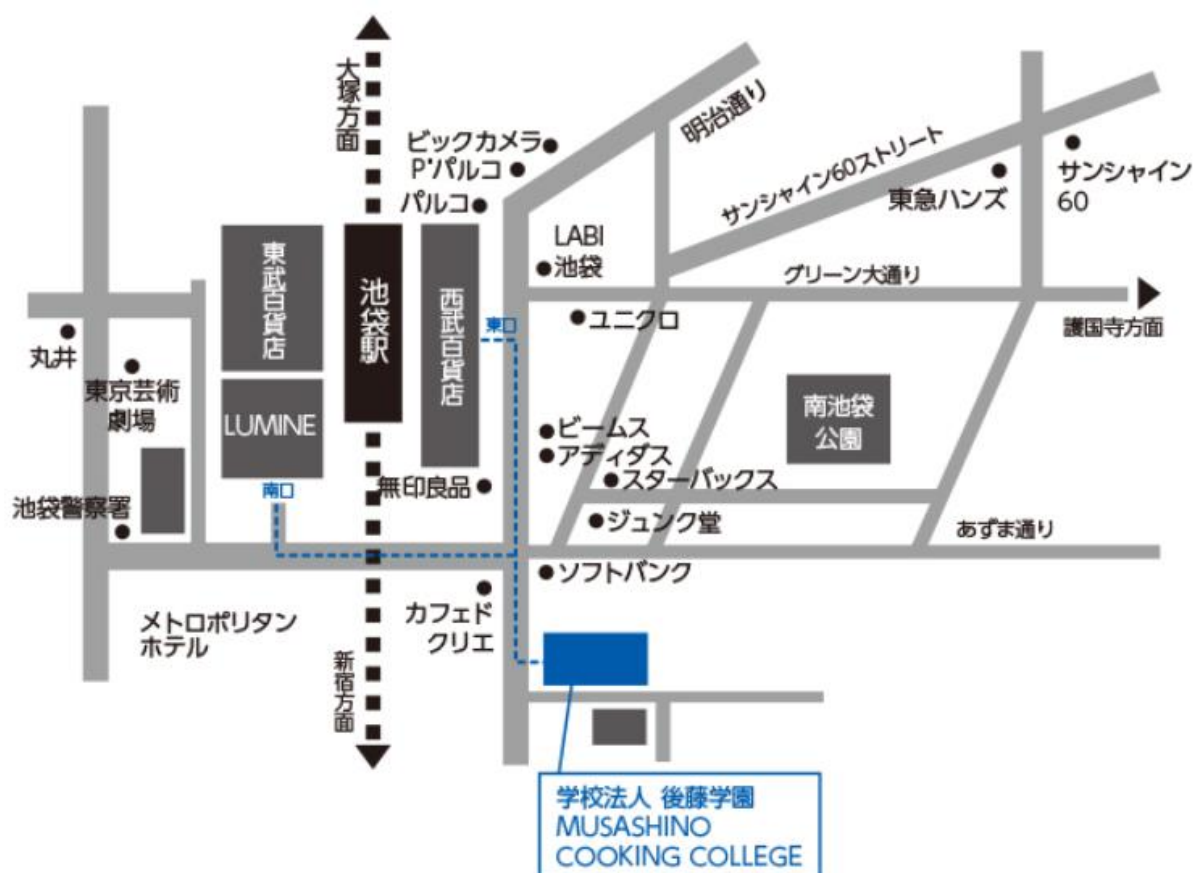 大塚方面
ビックカメラ
P'パルコ
パルコ
明治通り
サンシャイン60ストリート
東急ハンズ
サンシャイン
60
東武百貨店
池袋駅
西武百貨店
LABI
池袋
グリーン大通り
護国寺方面
東口
ユニクロ
丸井
東京芸術
劇場
LUMINE
南池袋
公園
ビームス
アディダス
スターバックス
南口
無印良品
池袋警察署
ジュンク堂
あずま通り
ソフトバンク
カフェド
クリエ
メトロポリタン
ホテル
新宿方面
学校法人 後藤学園
MUSASHINO
COOKING COLLEGE